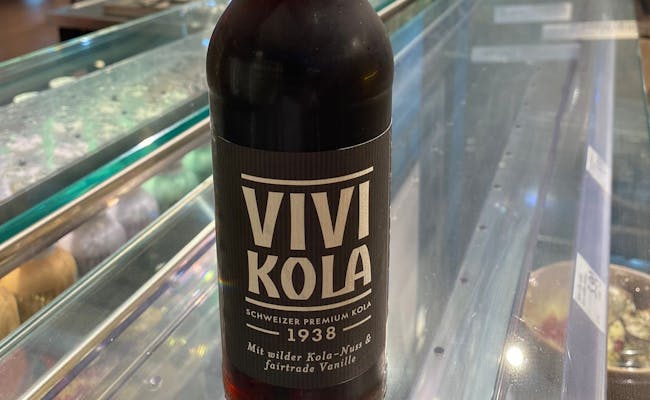 VIVI
KOLA
SCHWEIZER PREMIUM KOLA
1938
Mit wilder Kola-Nuss &
fairtrade Vanille